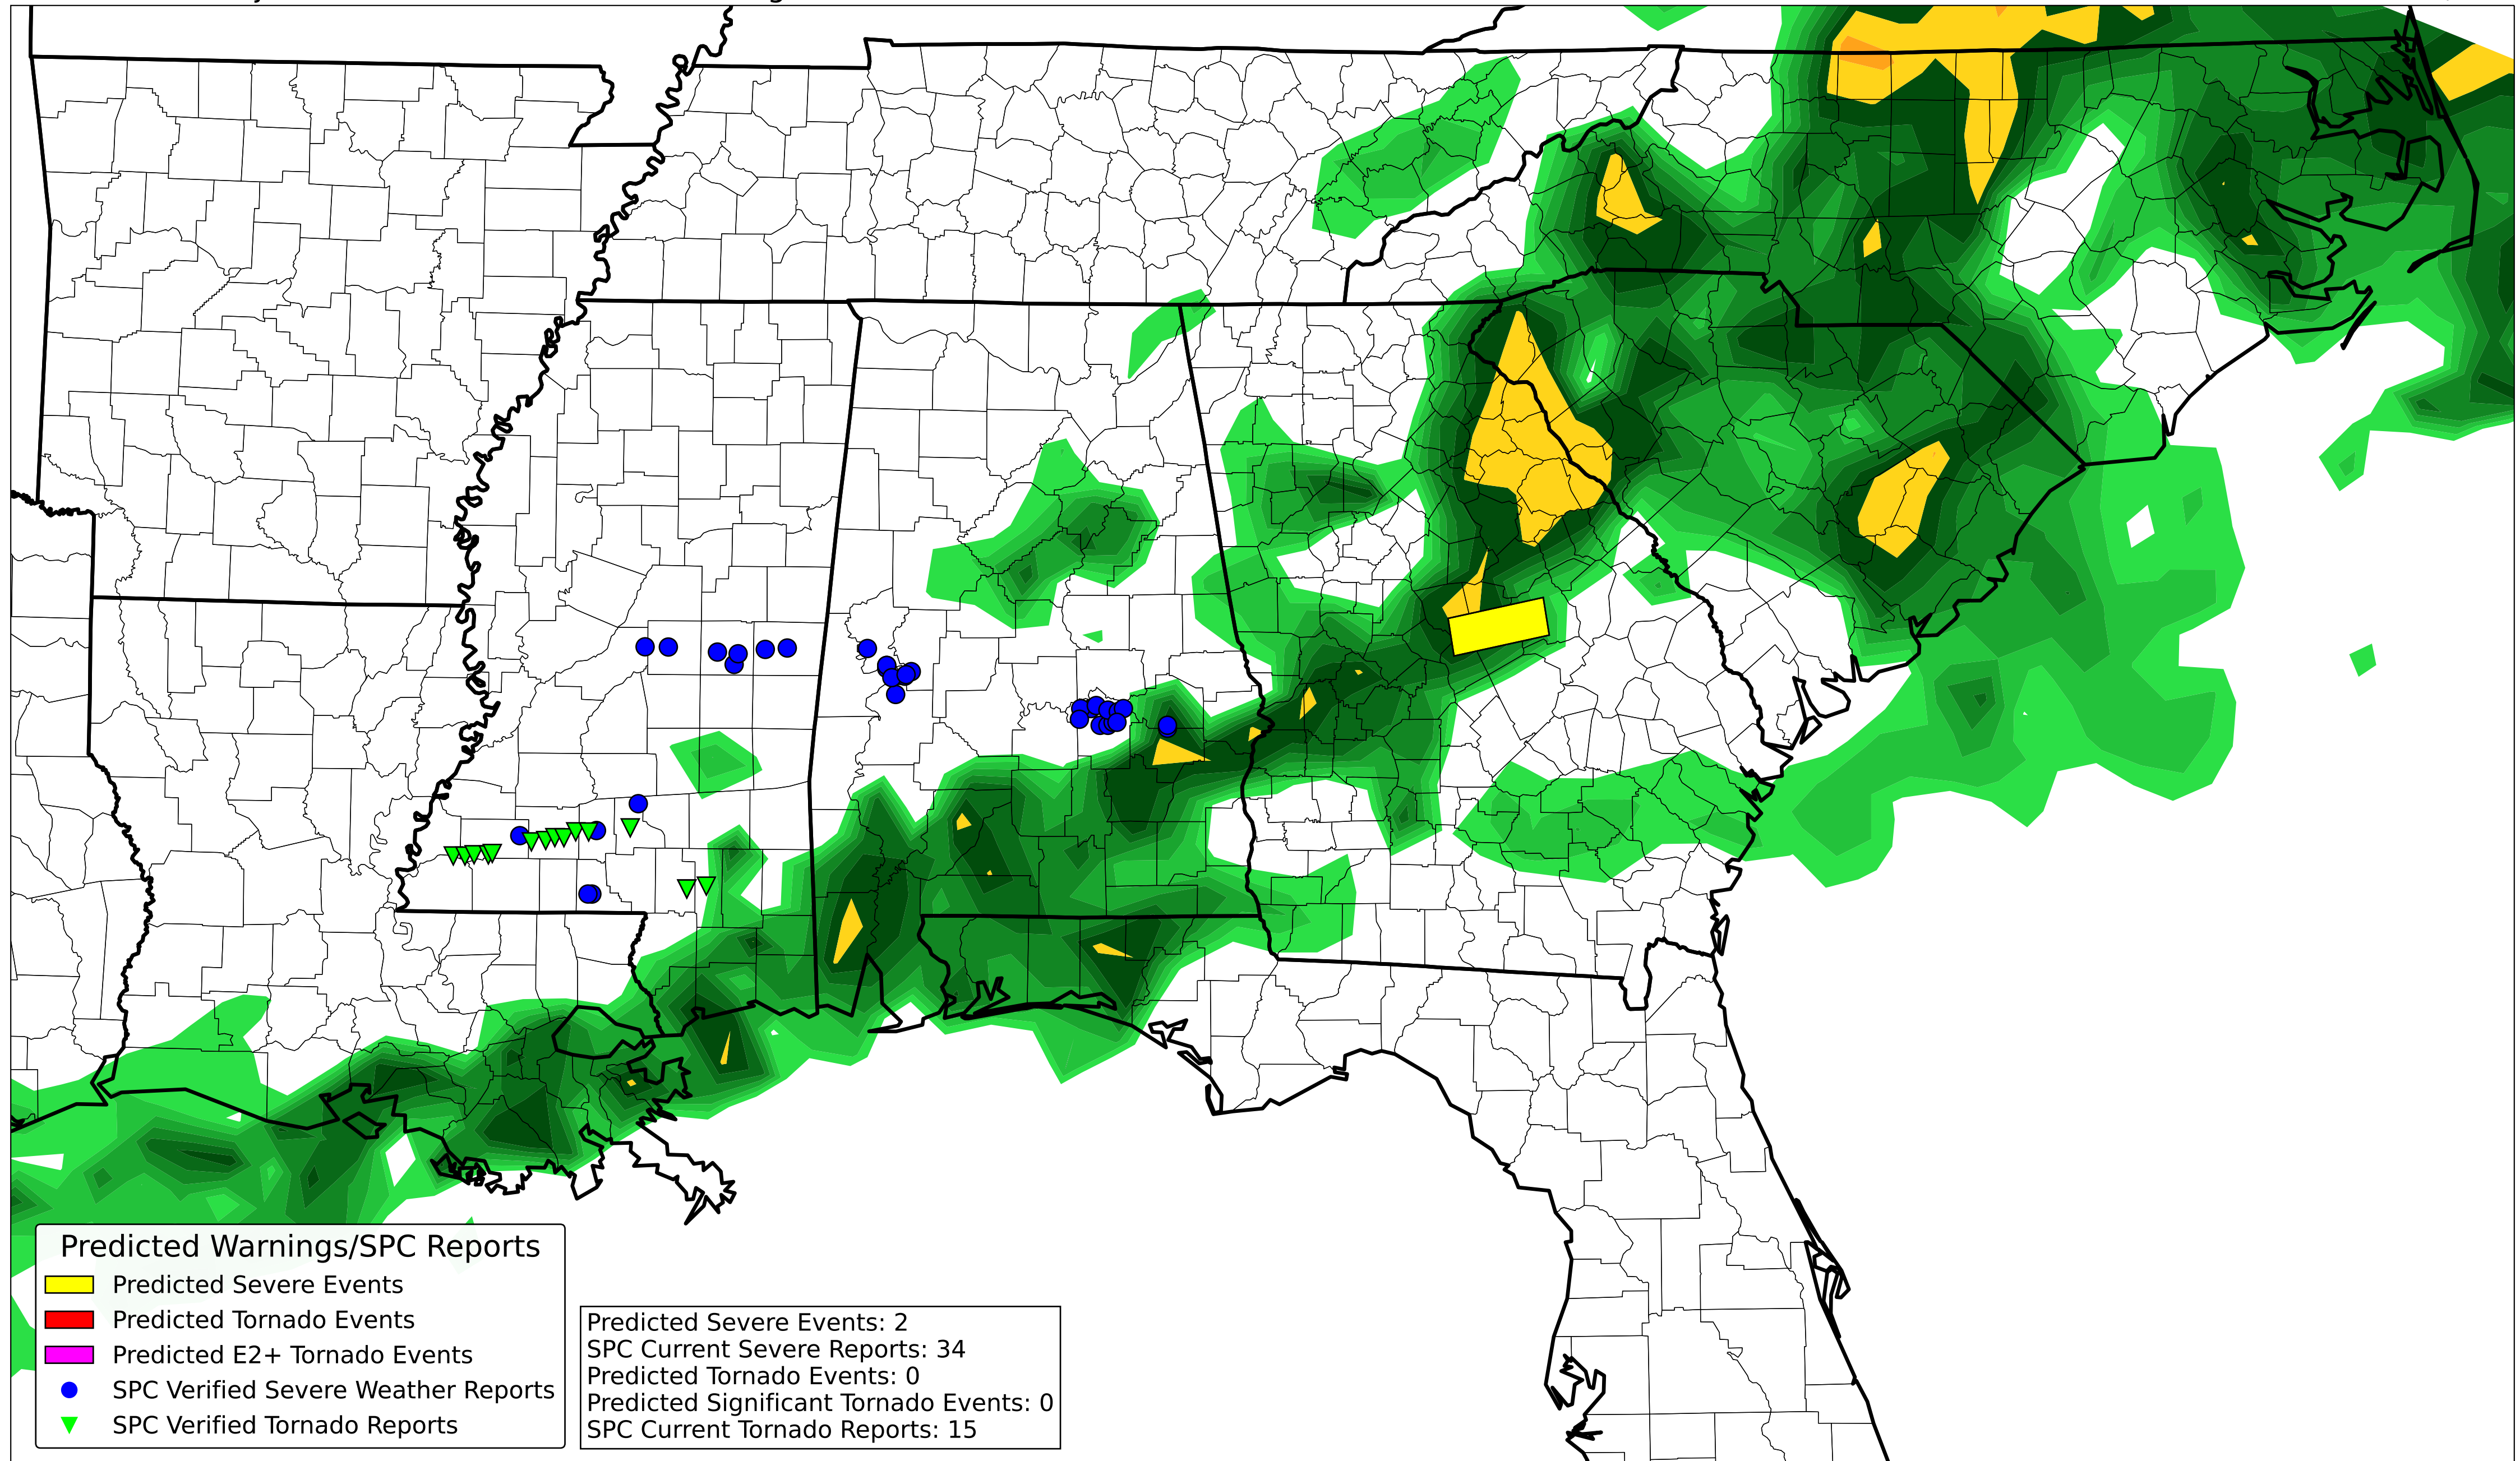 Predicted Warnings/SPC Reports
Predicted Severe Events
Predicted Tornado Events
Predicted E2+ Tornado Events
SPC Verified Severe Weather Reports
SPC Verified Tornado Reports
Predicted Severe Events: 2
SPC Current Severe Reports: 34
Predicted Tornado Events: 0
Predicted Significant Tornado Events: 0
SPC Current Tornado Reports: 15